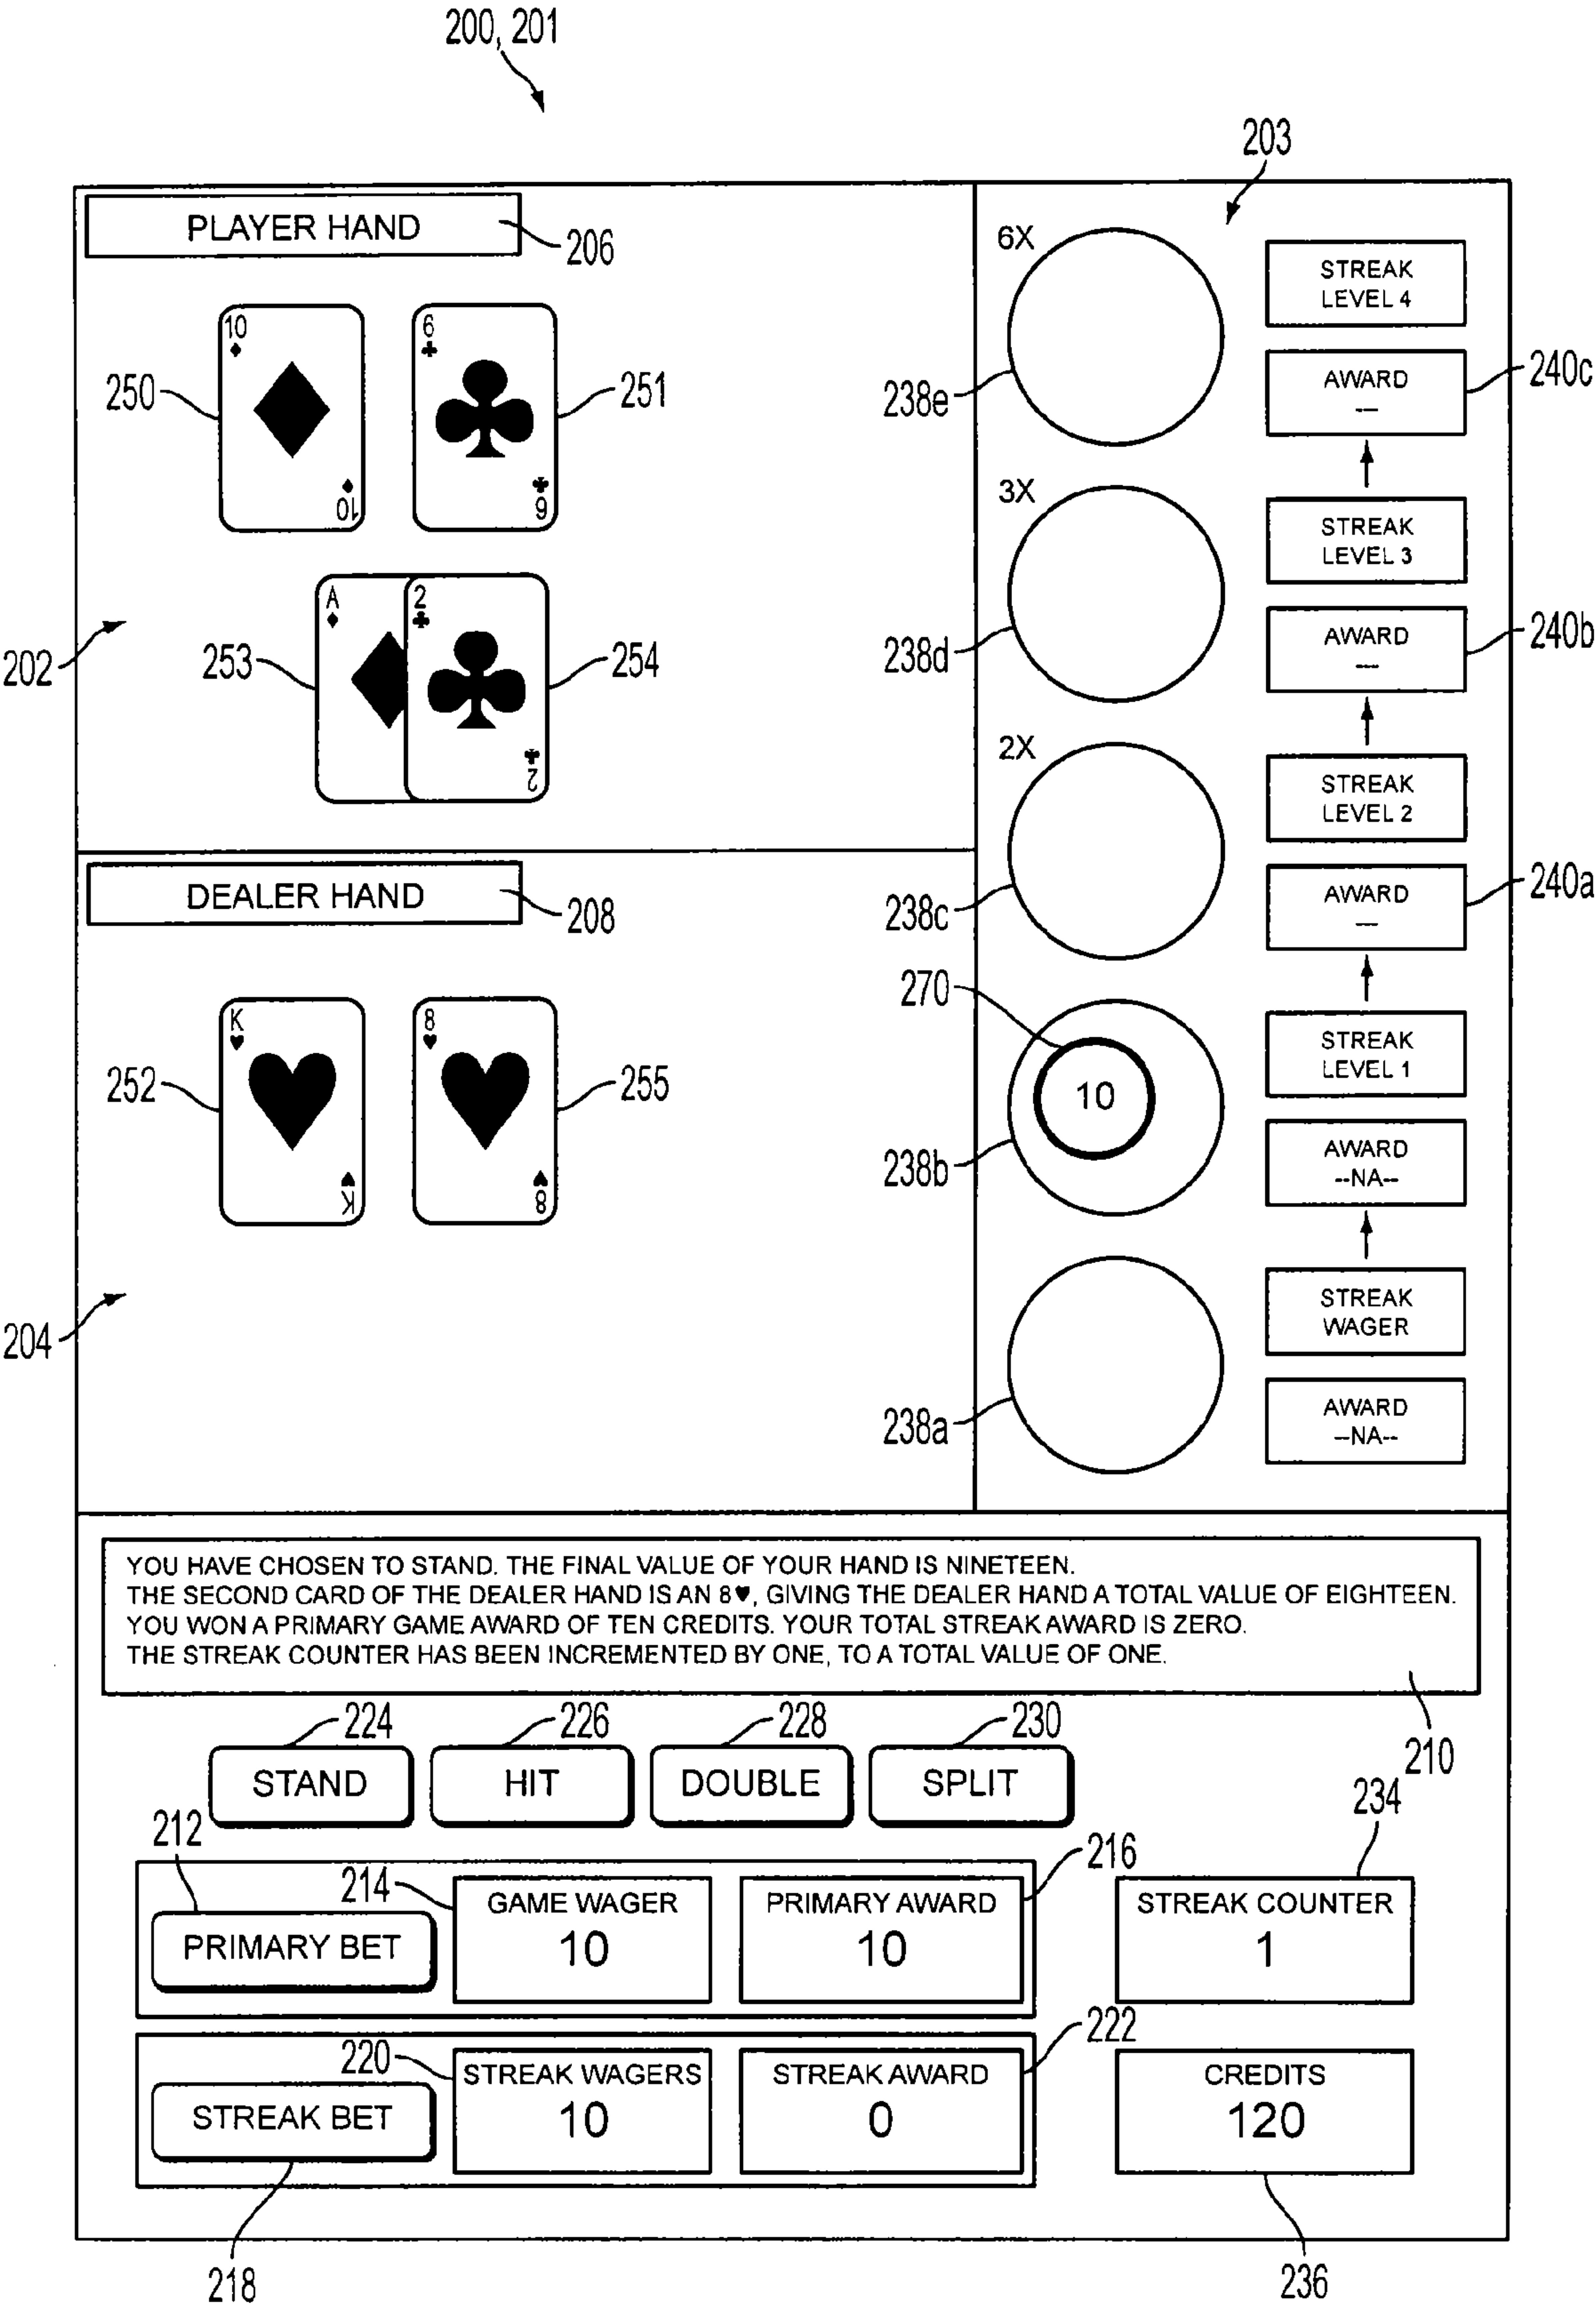 200, 201
203
PLAYER HAND
206
10
10
250
6
6
251
A
253
2
2
254
202
DEALER HAND
208
K
K
252
8
8
255
204
6X
238e
STREAK
LEVEL 4
AWARD
---
240c
3X
238d
STREAK
LEVEL 3
AWARD
---
240b
2X
238c
STREAK
LEVEL 2
AWARD
---
240a
270
10
238b
STREAK
LEVEL 1
AWARD
--NA--
238a
STREAK
WAGER
AWARD
--NA--
YOU HAVE CHOSEN TO STAND. THE FINAL VALUE OF YOUR HAND IS NINETEEN.
THE SECOND CARD OF THE DEALER HAND IS AN 8♥, GIVING THE DEALER HAND A TOTAL VALUE OF EIGHTEEN.
YOU WON A PRIMARY GAME AWARD OF TEN CREDITS. YOUR TOTAL STREAK AWARD IS ZERO.
THE STREAK COUNTER HAS BEEN INCREMENTED BY ONE, TO A TOTAL VALUE OF ONE.
210
224
226
228
230
STAND
HIT
DOUBLE
SPLIT
212
214
216
234
PRIMARY BET
GAME WAGER
10
PRIMARY AWARD
10
STREAK COUNTER
1
220
222
STREAK BET
STREAK WAGERS
10
STREAK AWARD
0
CREDITS
120
218
236